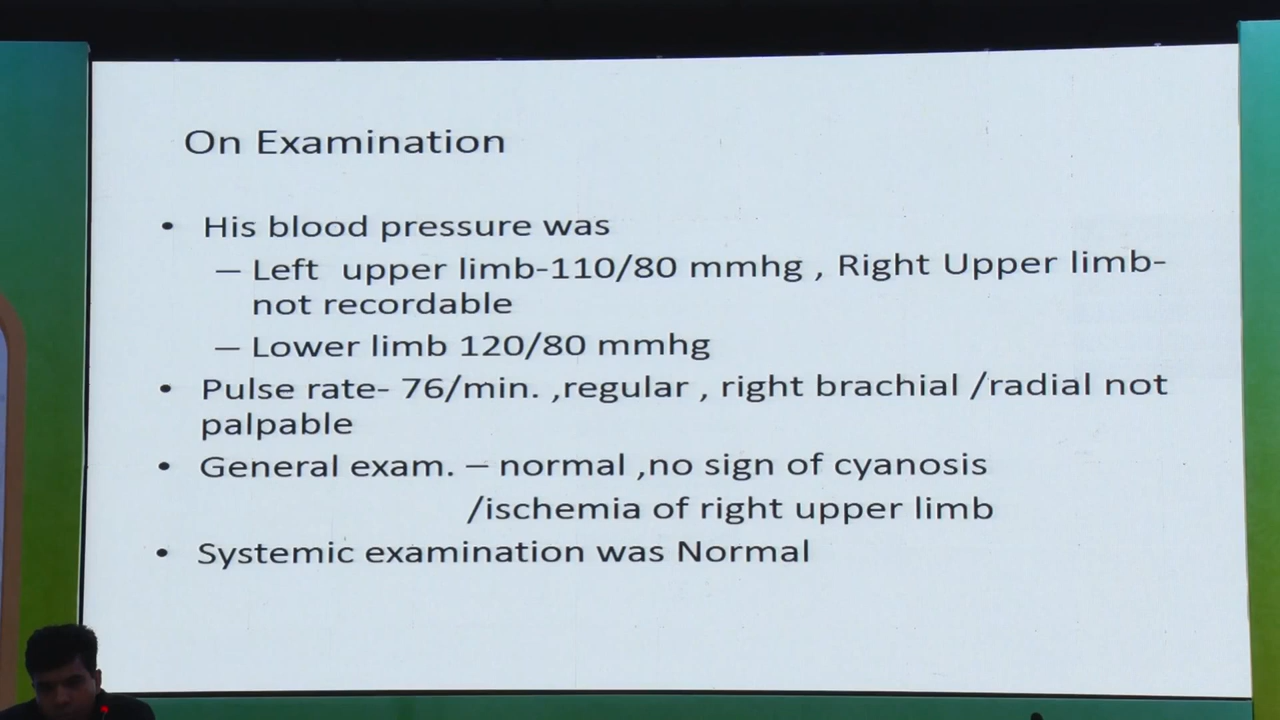 On Examination
• His blood pressure was
– Left upper limb-110/80 mmhg , Right Upper limb-
not recordable
– Lower limb 120/80 mmhg
• Pulse rate- 76/min. ,regular , right brachial /radial not
palpable
• General exam. – normal ,no sign of cyanosis
/ischemia of right upper limb
• Systemic examination was Normal